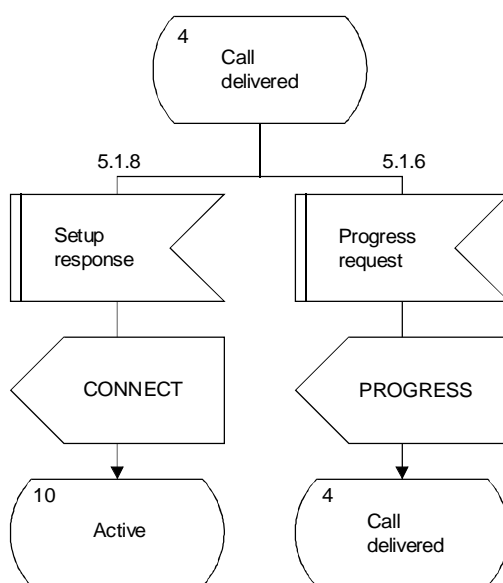 4
Call
delivered
5.1.8
5.1.6
Setup
response
Progress
request
CONNECT
PROGRESS
10
Active
4
Call
delivered